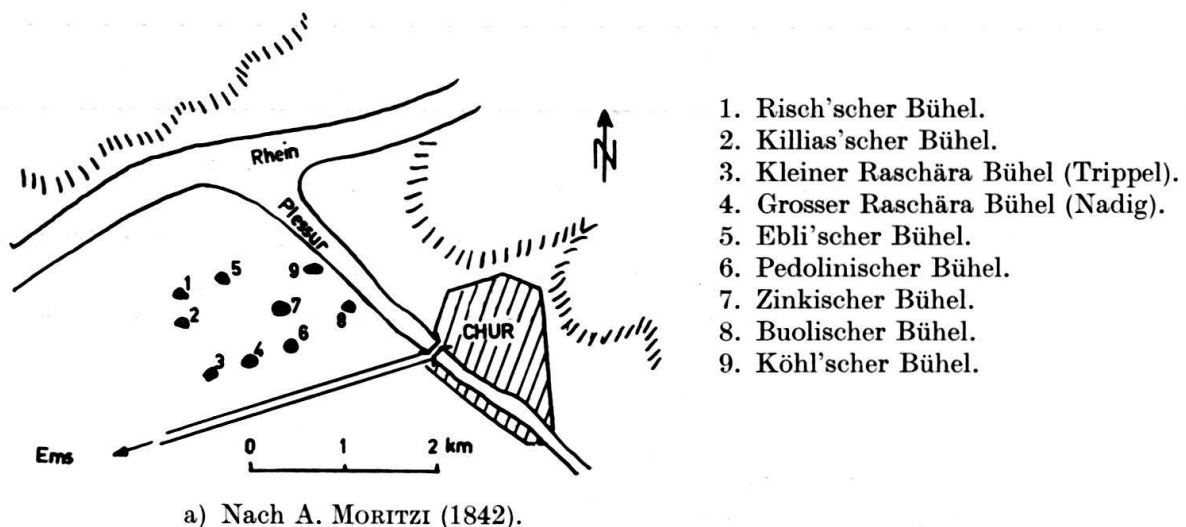 Rhein
Plessur
N
1
2
3
4
5
6
7
8
9
CHUR
Ems
0 1 2 km
1. Risch'scher Bühel.
2. Killias'scher Bühel.
3. Kleiner Raschära Bühel (Trippel).
4. Grosser Raschära Bühel (Nadig).
5. Ebli'scher Bühel.
6. Pedolinischer Bühel.
7. Zinkischer Bühel.
8. Buolischer Bühel.
9. Köhl'scher Bühel.
a) Nach A. MORITZI (1842).